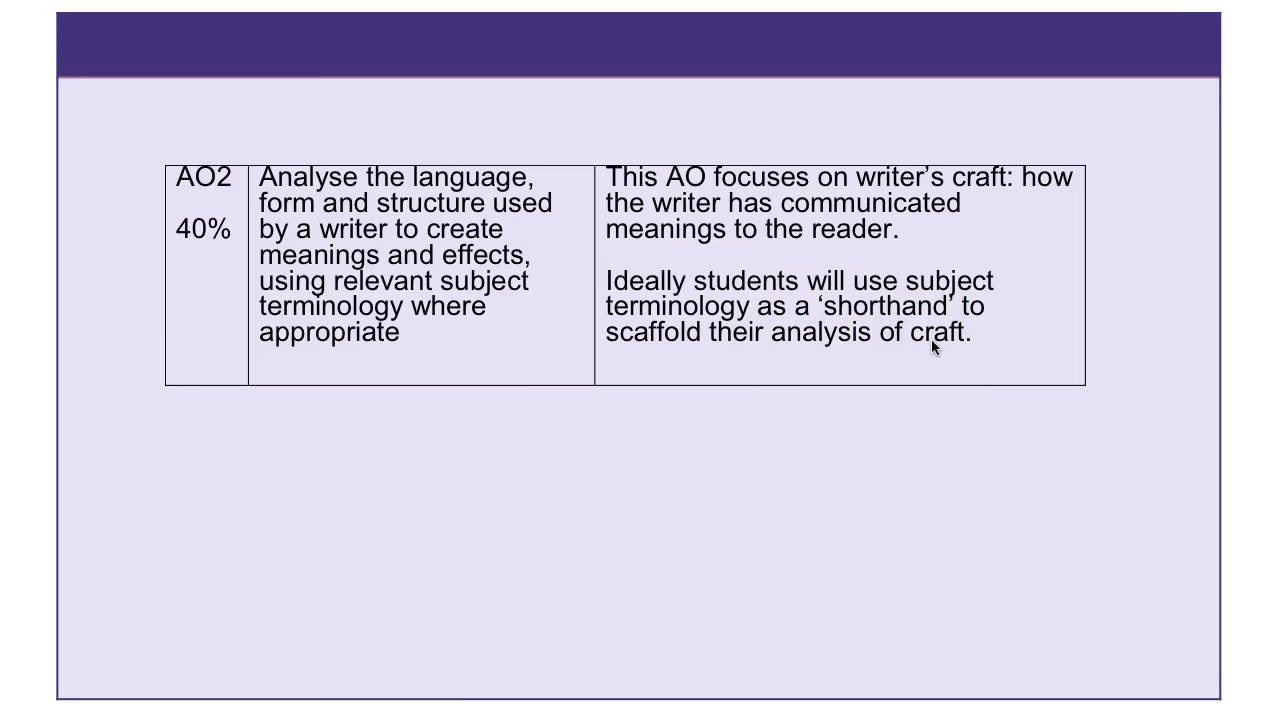 AO2
40%
Analyse the language,
form and structure used
by a writer to create
meanings and effects,
using relevant subject
terminology where
appropriate
This AO focuses on writer’s craft: how
the writer has communicated
meanings to the reader.
Ideally students will use subject
terminology as a ‘shorthand’ to
scaffold their analysis of craft.